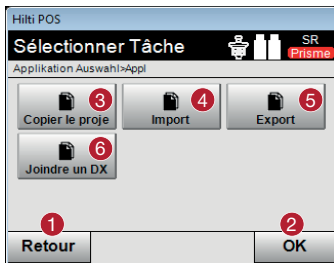 Hilti POS
Sélectionner Tâche
SR
Prisme
Applikation Auswahl>Appl
3
Copier le proje
4
Import
5
Export
6
Joindre un DX
1
Retour
2
OK